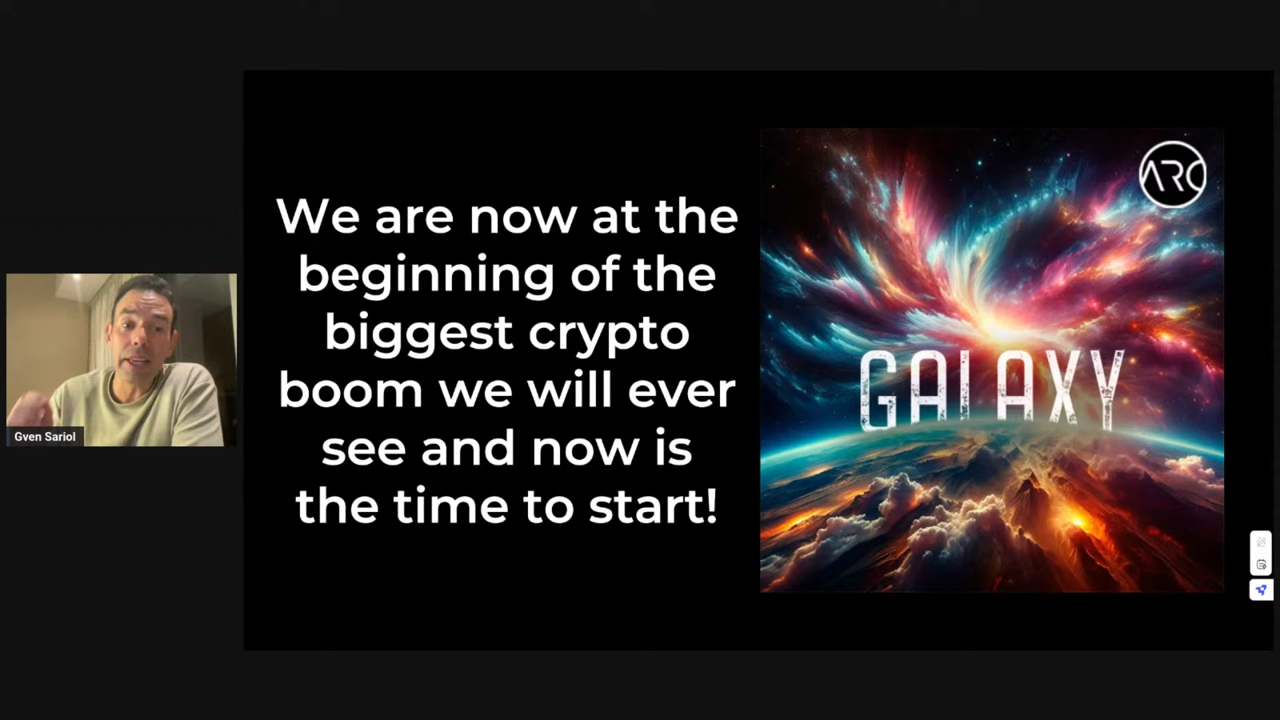 We are now at the
beginning of the
biggest crypto
boom we will ever
see and now is
the time to start!
ARC
GALAXY
Gven Sariol